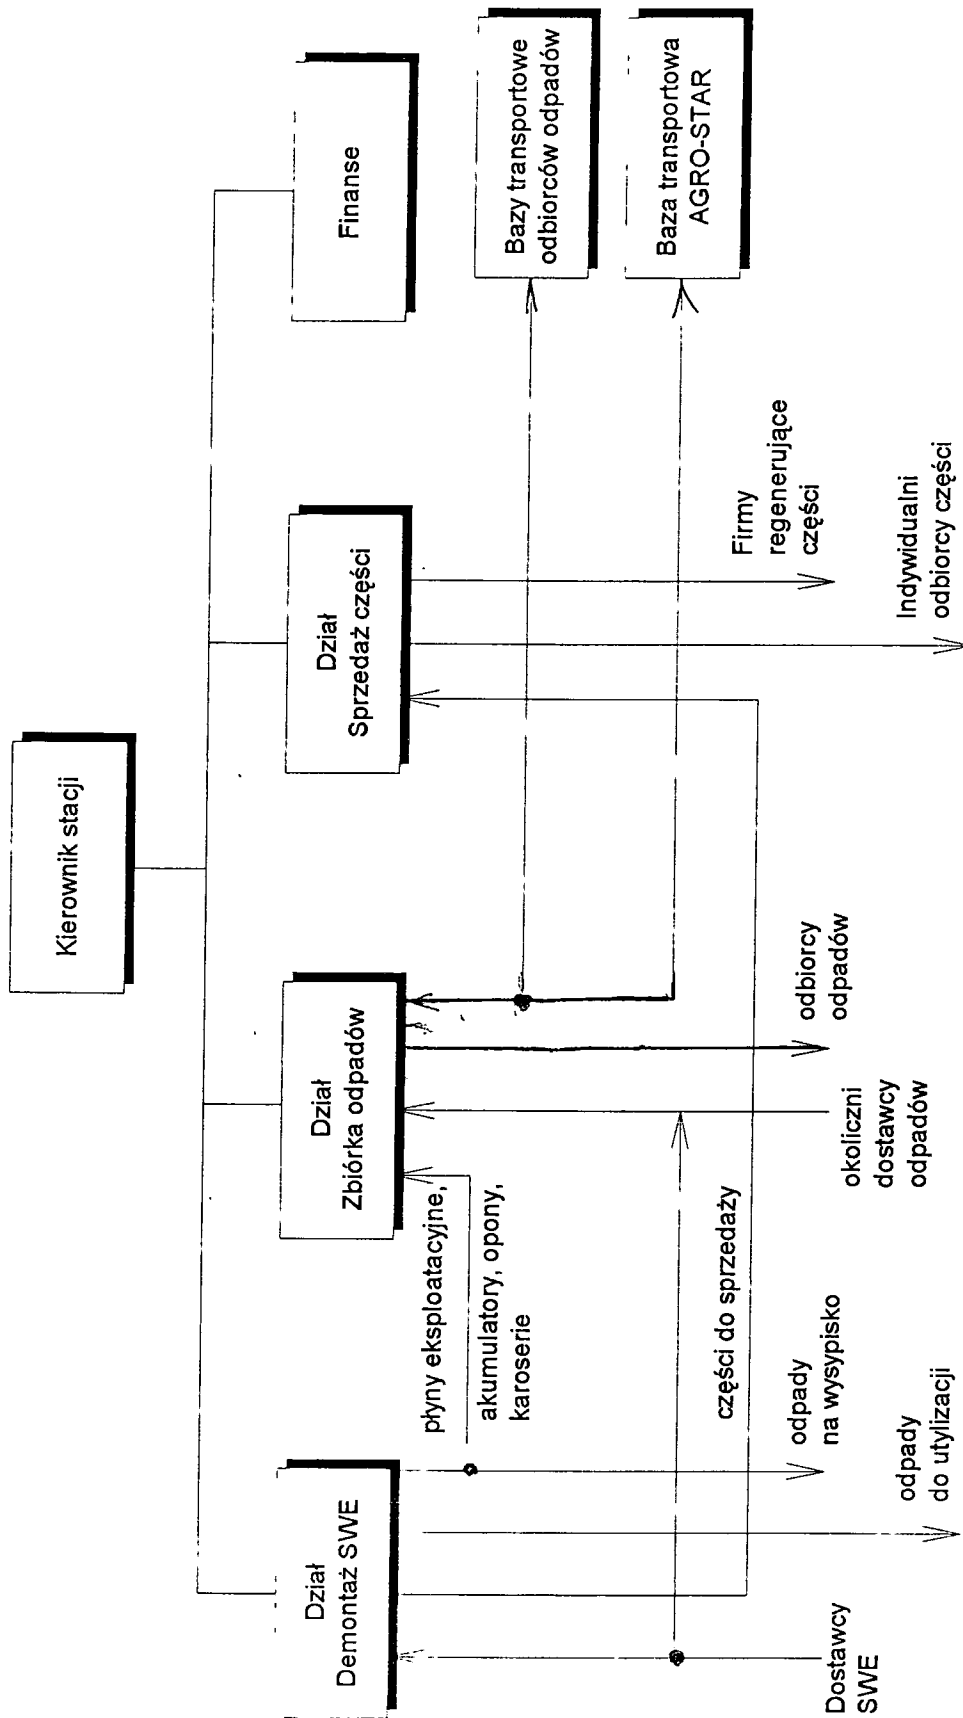 Kierownik stacji
Dział
Demontaż SWE
Dział
Zbiórka odpadów
Dział
Sprzedaż części
Finanse
płyny eksploatacyjne,
akumulatory, opony,
karoserie
Bazy transportowe
odbiorców odpadów
Baza transportowa
AGRO-STAR
części do sprzedaży
Firmy
regenerujące
części
Dostawcy
SWE
odpady
na wysypisko
odpady
do utylizacji
okoliczni
dostawcy
odpadów
odbiorcy
odpadów
Indywidualni
odbiorcy części